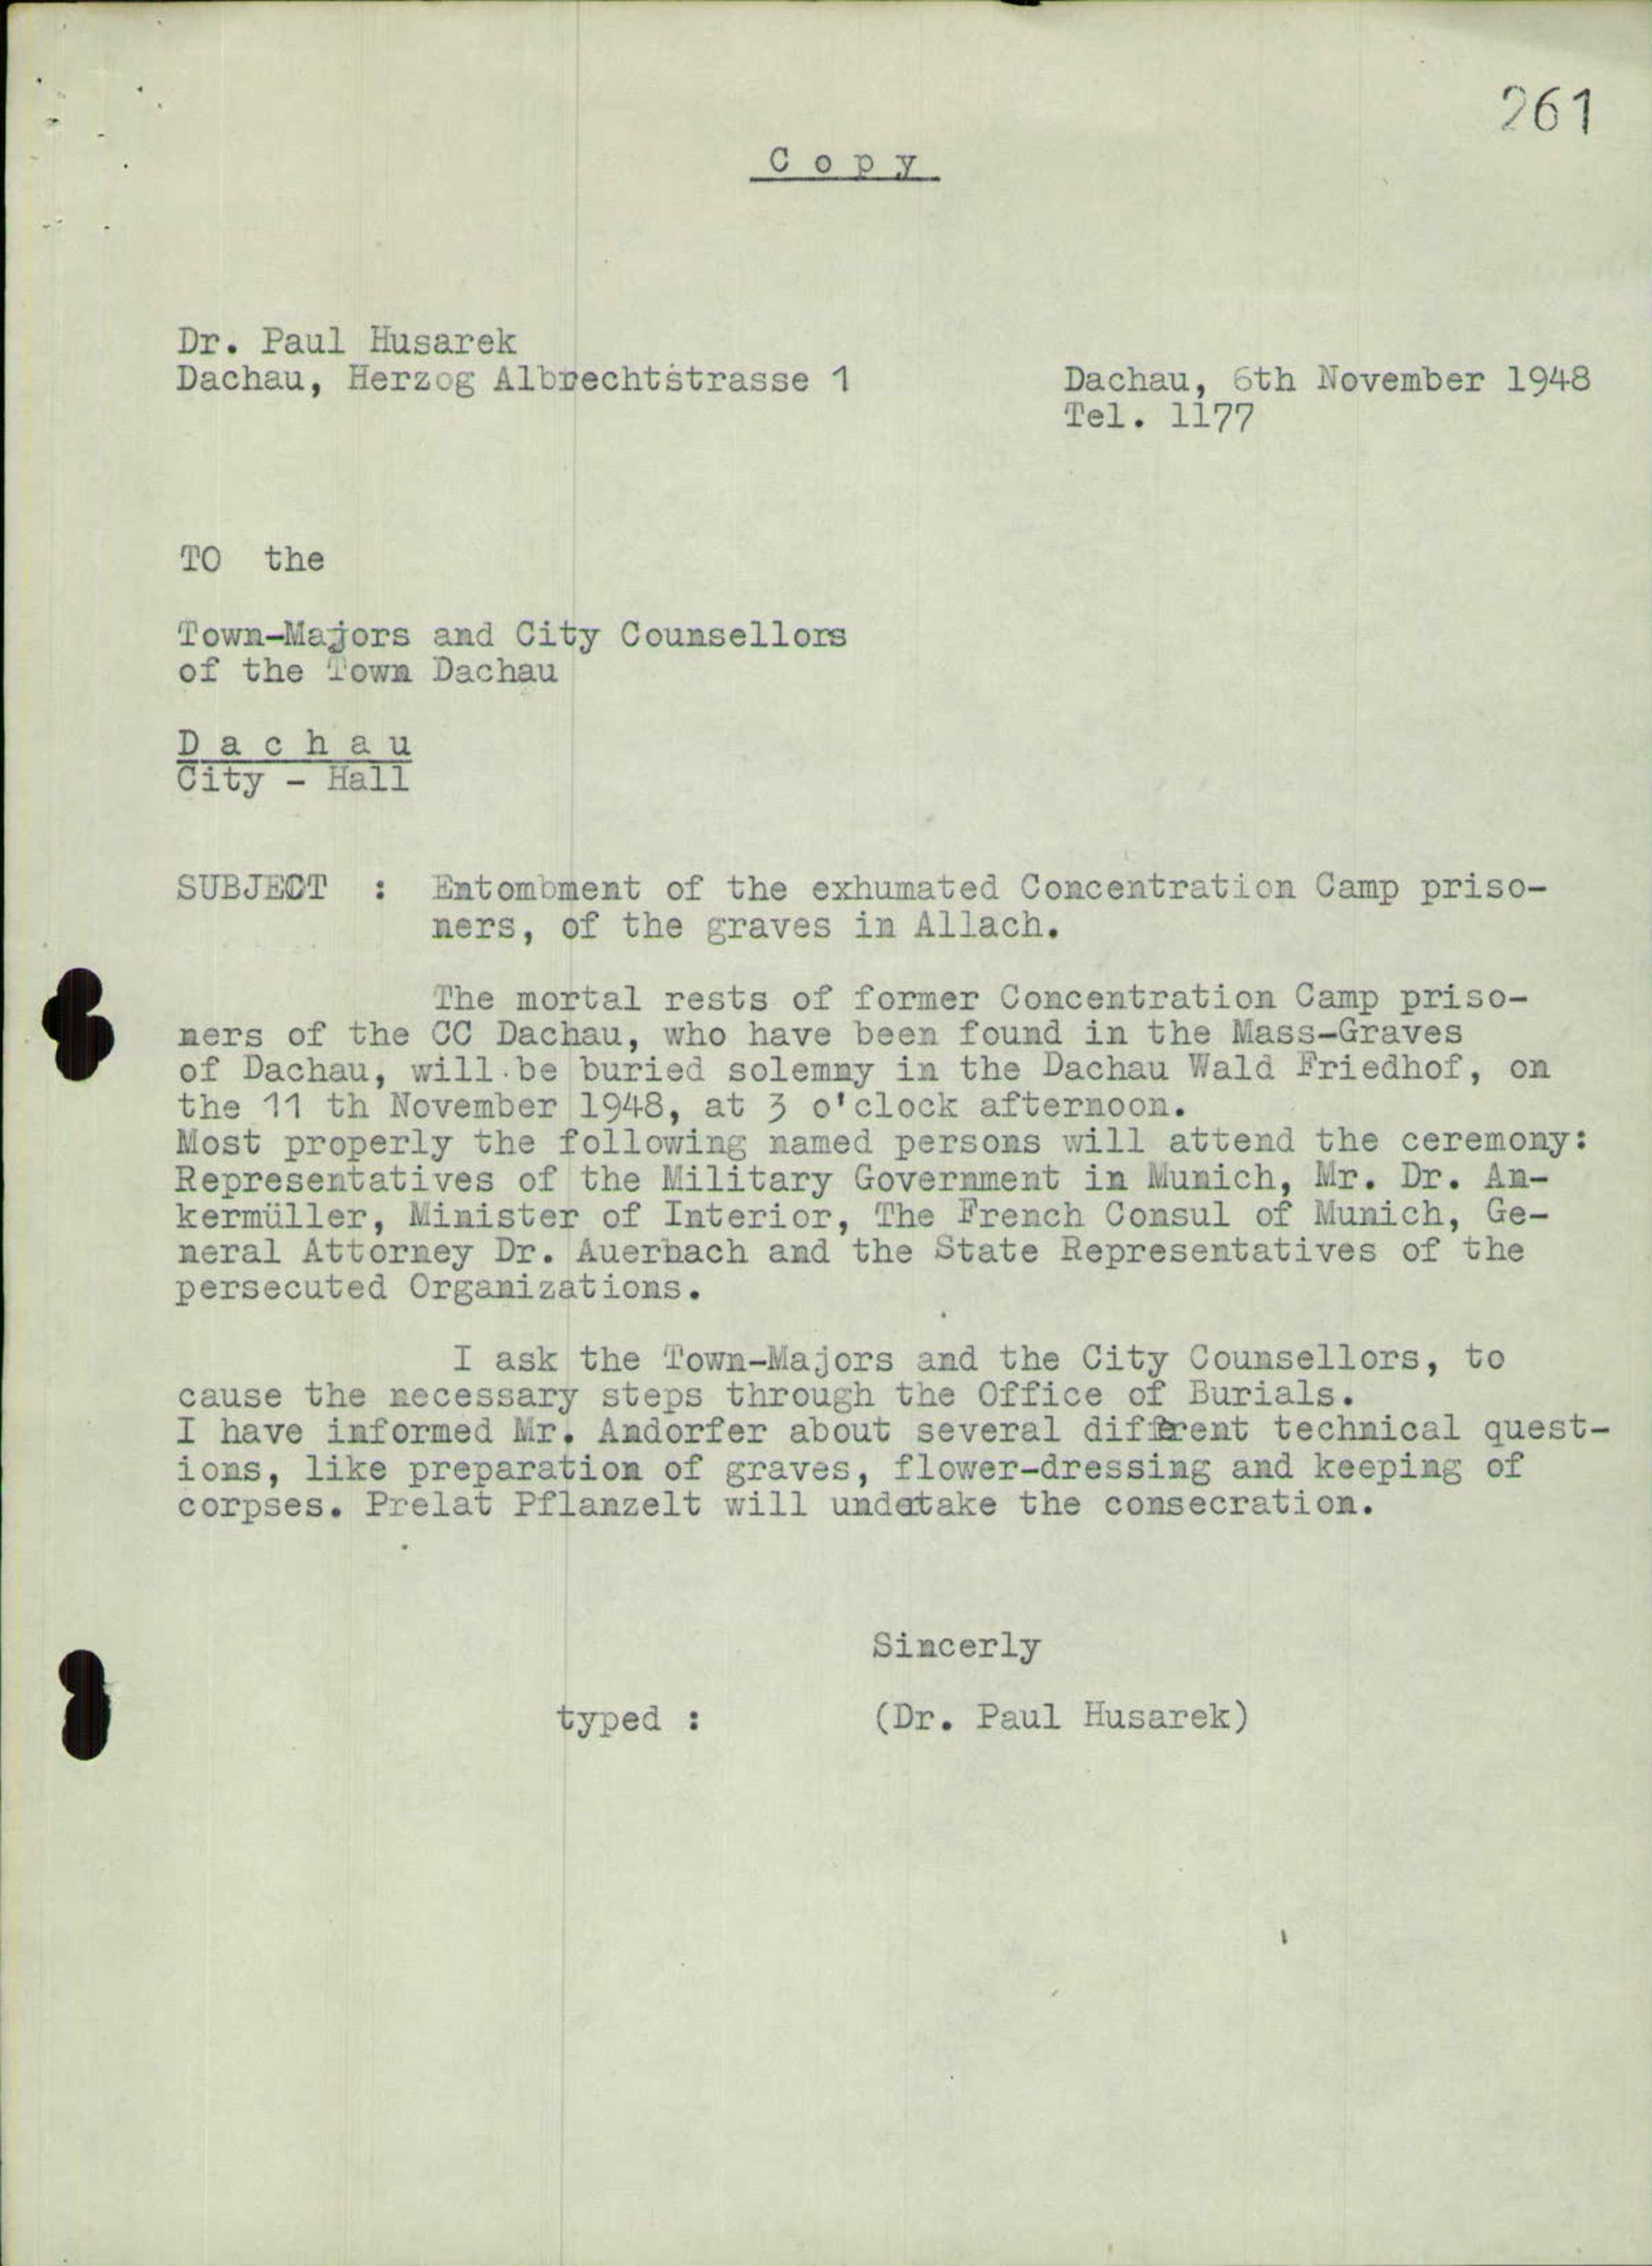 261
C o p y
Dr. Paul Husarek
Dachau, Herzog Albrechtstrasse 1
Dachau, 6th November 1948
Tel. 1177
TO the
Town-Majors and City Counsellors
of the Town Dachau
D a c h a u
City - Hall
SUBJECT : Entombment of the exhumated Concentration Camp priso-
ners, of the graves in Allach.
The mortal rests of former Concentration Camp priso-
ners of the CC Dachau, who have been found in the Mass-Graves
of Dachau, will be buried solemny in the Dachau Wald Friedhof, on
the 11 th November 1948, at 3 o'clock afternoon.
Most properly the following named persons will attend the ceremony:
Representatives of the Military Government in Munich, Mr. Dr. An-
kermüller, Minister of Interior, The French Consul of Munich, Ge-
neral Attorney Dr. Auerbach and the State Representatives of the
persecuted Organizations.
I ask the Town-Majors and the City Counsellors, to
cause the necessary steps through the Office of Burials.
I have informed Mr. Andorfer about several different technical quest-
ions, like preparation of graves, flower-dressing and keeping of
corpses. Prelat Pflanzelt will undetake the consecration.
Sincerly
typed : (Dr. Paul Husarek)